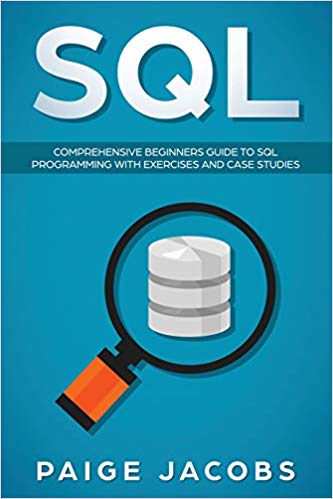 SQL
COMPREHENSIVE BEGINNERS GUIDE TO SQL
PROGRAMMING WITH EXERCISES AND CASE STUDIES
PAIGE JACOBS